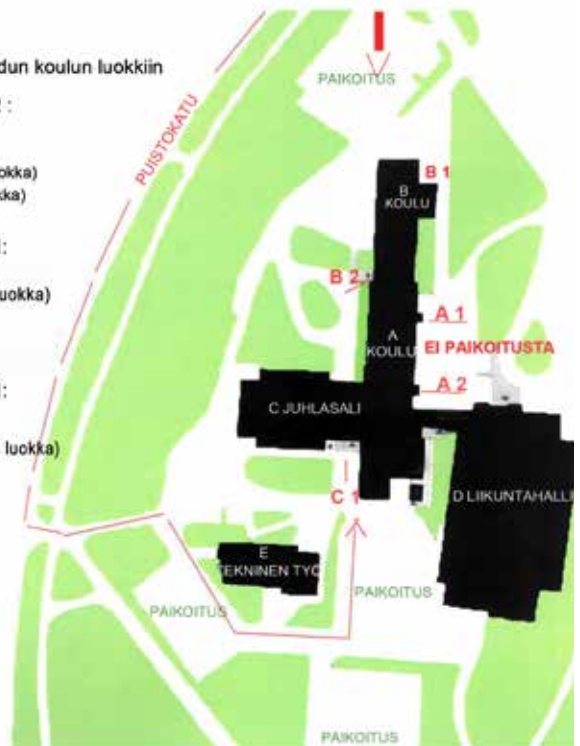 dun koulun luokkiin
:
okka)
kka)
:
uokka)
:
luokka)
PUISTOKATU
PAIKOITUS
B 1
B
KOULU
B 2
A 1
A
KOULU
EI PAIKOITUSTA
A 2
C JUHLASALI
C 1
D LIIKUNTAHALLI
E
TEKNINEN TYÖ
PAIKOITUS
PAIKOITUS
PAIKOITUS